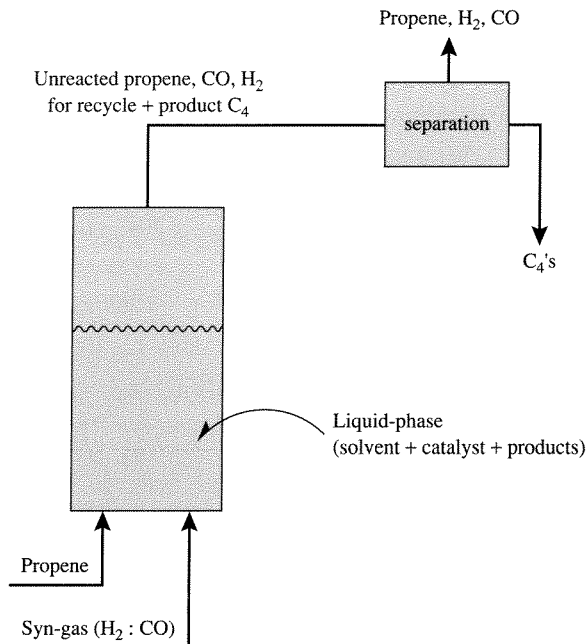 Propene, H₂, CO
Unreacted propene, CO, H₂
for recycle + product C₄
separation
C₄'s
Liquid-phase
(solvent + catalyst + products)
Propene
Syn-gas (H₂ : CO)